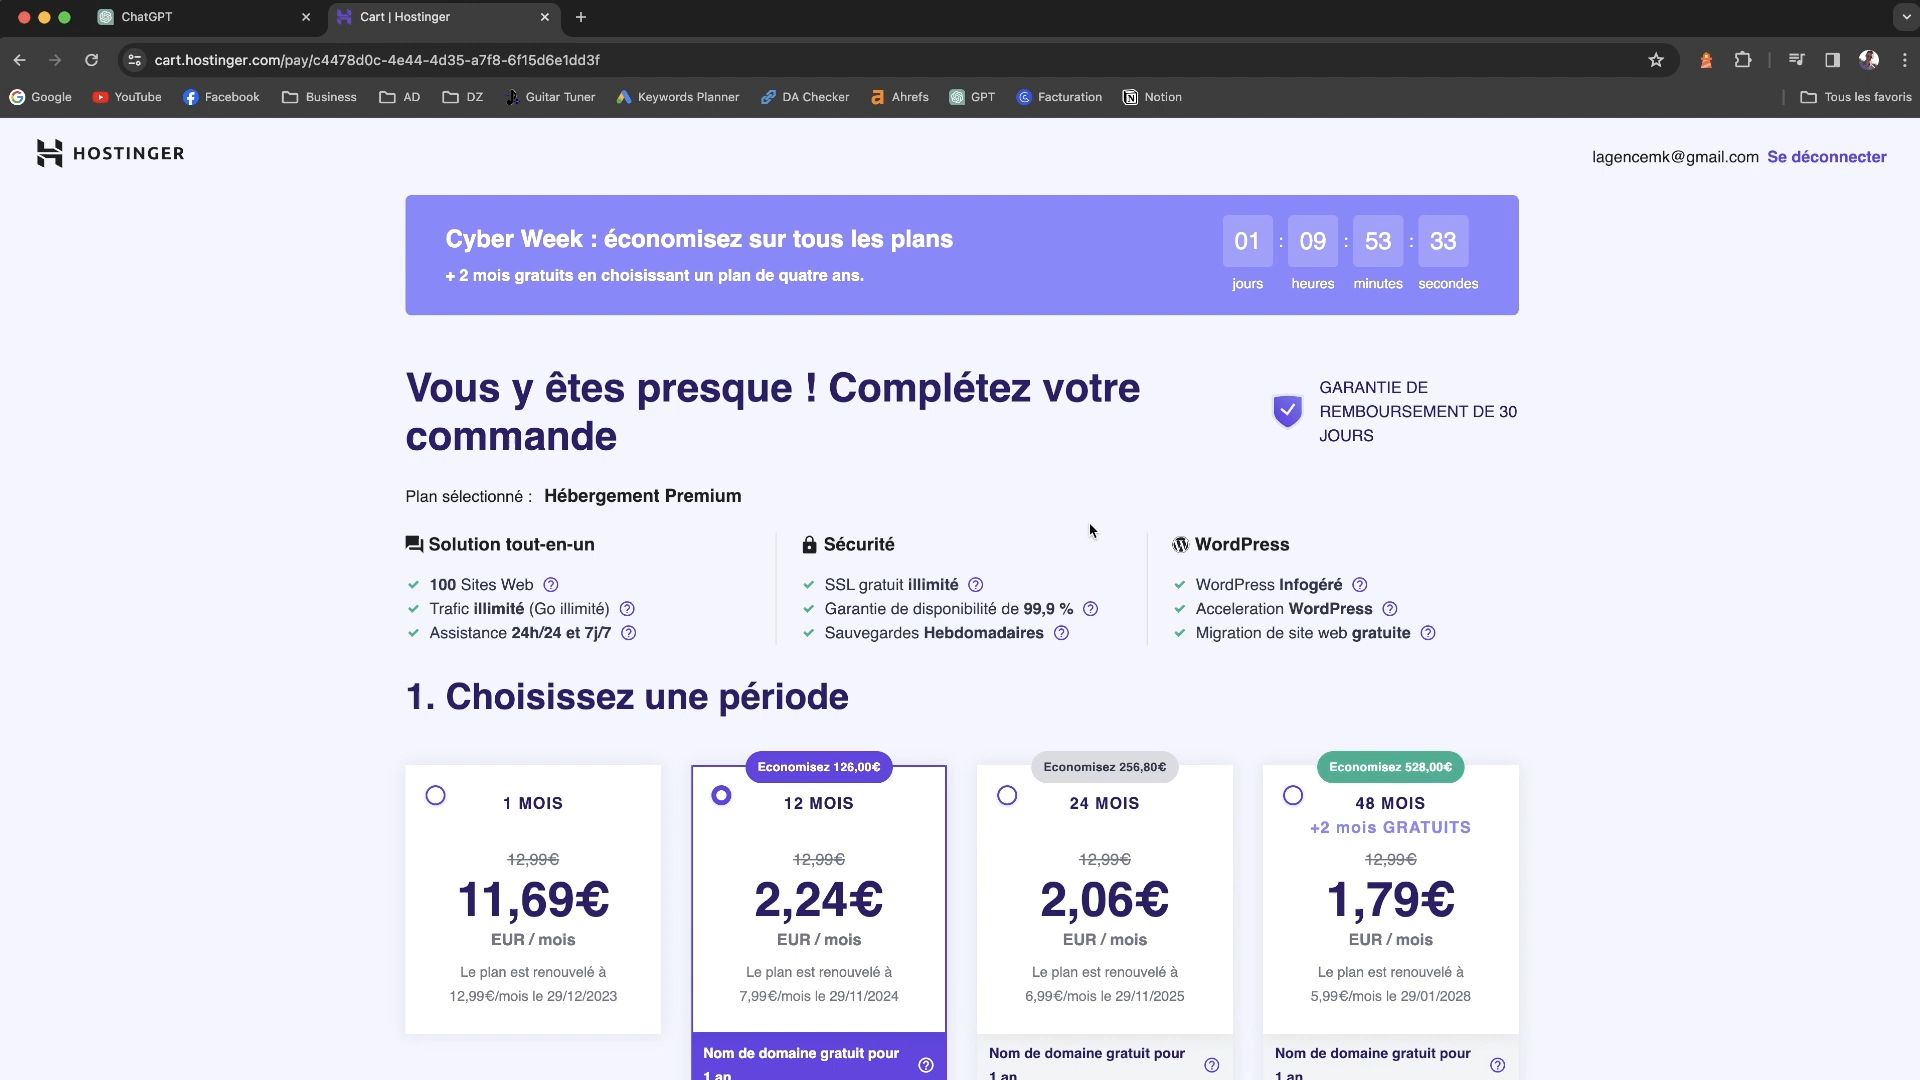 ChatGPT
Cart | Hostinger
cart.hostinger.com/pay/c4478d0c-4e44-4d35-a7f8-6f15d6e1dd3f
Google
YouTube
Facebook
Business
AD
DZ
Guitar Tuner
Keywords Planner
DA Checker
Ahrefs
GPT
Facturation
Notion
Tous les favoris
HOSTINGER
lagencemk@gmail.com Se déconnecter
Cyber Week : économisez sur tous les plans
+ 2 mois gratuits en choisissant un plan de quatre ans.
01 : 09 : 53 : 33
jours heures minutes secondes
Vous y êtes presque ! Complétez votre
commande
GARANTIE DE
REMBOURSEMENT DE 30
JOURS
Plan sélectionné : Hébergement Premium
Solution tout-en-un
100 Sites Web
Trafic illimité (Go illimité)
Assistance 24h/24 et 7j/7
Sécurité
SSL gratuit illimité
Garantie de disponibilité de 99,9 %
Sauvegardes Hebdomadaires
WordPress
WordPress Infogéré
Acceleration WordPress
Migration de site web gratuite
1. Choisissez une période
1 MOIS
12,99€
11,69€
EUR / mois
Le plan est renouvelé à
12,99€/mois le 29/12/2023
Economisez 126,00€
12 MOIS
12,99€
2,24€
EUR / mois
Le plan est renouvelé à
7,99€/mois le 29/11/2024
Nom de domaine gratuit pour
1 an
Economisez 256,80€
24 MOIS
12,99€
2,06€
EUR / mois
Le plan est renouvelé à
6,99€/mois le 29/11/2025
Nom de domaine gratuit pour
1 an
Economisez 528,00€
48 MOIS
+2 mois GRATUITS
12,99€
1,79€
EUR / mois
Le plan est renouvelé à
5,99€/mois le 29/01/2028
Nom de domaine gratuit pour
1 an